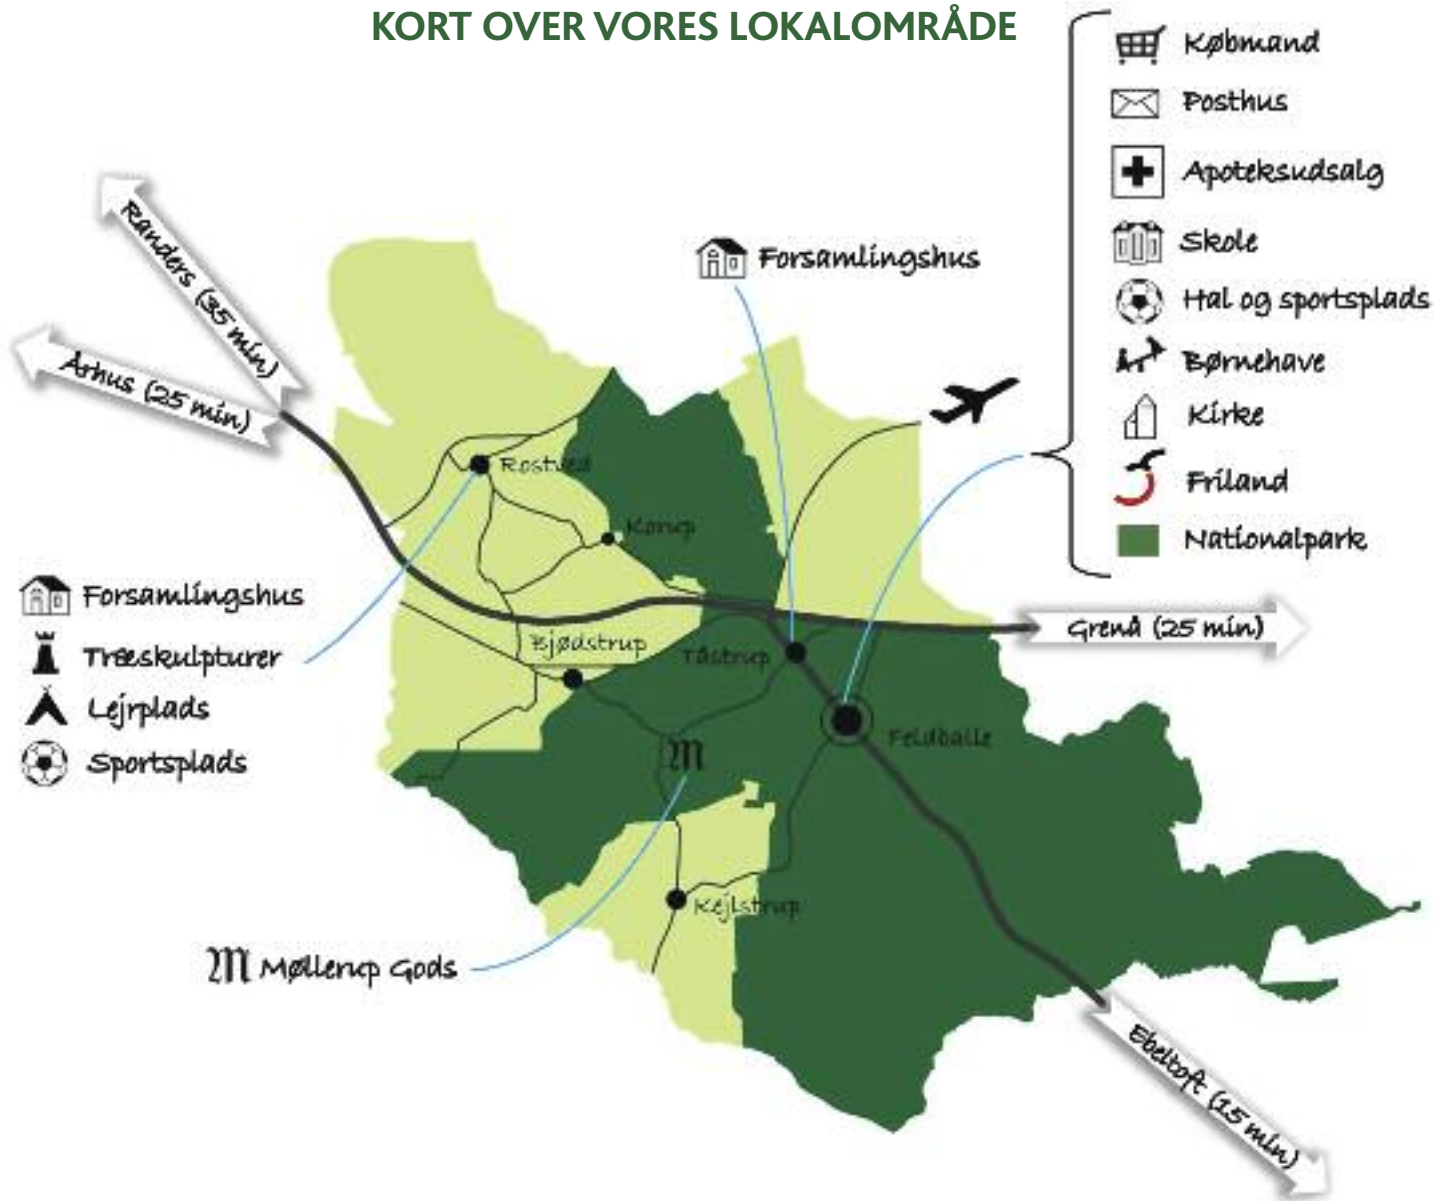 KORT OVER VORES LOKALOMRÅDE
Købmand
Posthus
Apoteksudsalg
Skole
Hal og sportsplads
Børnehave
Kirke
Friland
Nationalpark
Randers (35 min)
Århus (25 min)
Forsamlingshus
Rostved
Korup
Forsamlingshus
Træskulpturer
Lejrplads
Sportsplads
Bjødstrup
Tåstrup
Grenå (25 min)
Feldballe
M
Kejlstrup
M Møllerup Gods
Ebeltoft (15 min)